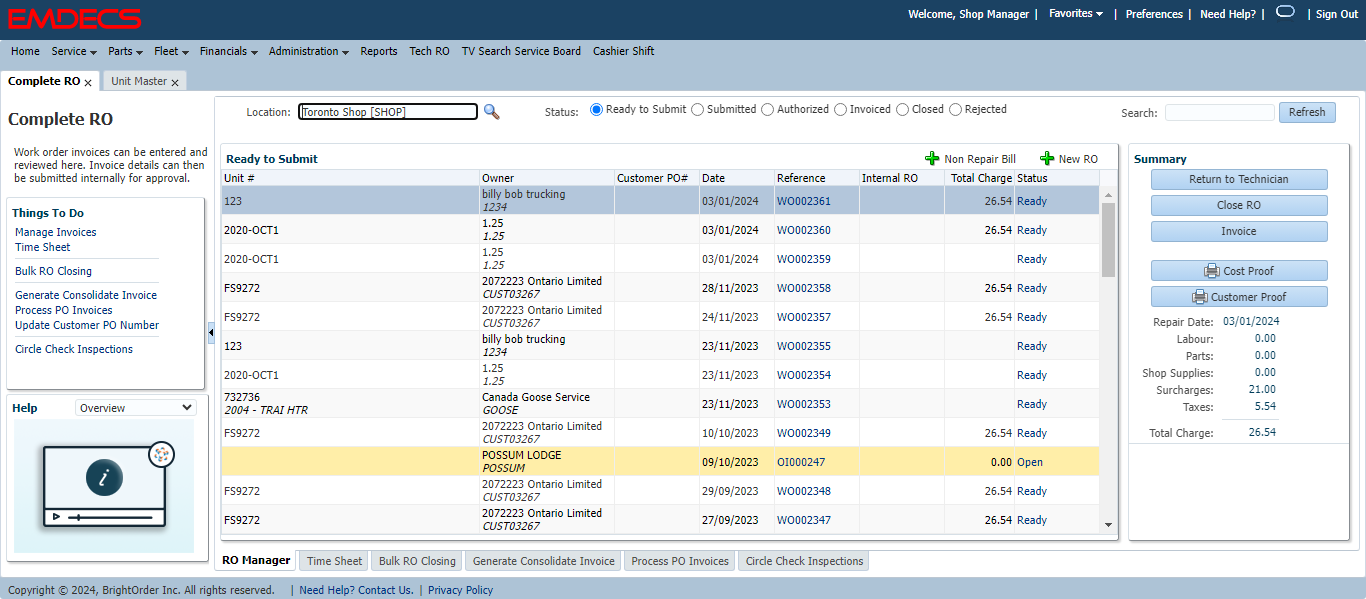 EMDECS
Welcome, Shop Manager | Favorites | Preferences | Need Help? | | Sign Out
Home Service Parts Fleet Financials Administration Reports Tech RO TV Search Service Board Cashier Shift
Complete RO x Unit Master x
Complete RO
Work order invoices can be entered and
reviewed here. Invoice details can then
be submitted internally for approval.
Things To Do
Manage Invoices
Time Sheet
Bulk RO Closing
Generate Consolidate Invoice
Process PO Invoices
Update Customer PO Number
Circle Check Inspections
Help Overview
i
Location: Toronto Shop [SHOP] Status: Ready to Submit Submitted Authorized Invoiced Closed Rejected Search: Refresh
Ready to Submit Non Repair Bill New RO
Unit # Owner Customer PO# Date Reference Internal RO Total Charge Status
123 billy bob trucking 03/01/2024 WO002361 26.54 Ready
1234
2020-OCT1 1.25 03/01/2024 WO002360 26.54 Ready
1.25
2020-OCT1 1.25 03/01/2024 WO002359 Ready
1.25
FS9272 2072223 Ontario Limited 28/11/2023 WO002358 26.54 Ready
CUST03267
FS9272 2072223 Ontario Limited 24/11/2023 WO002357 26.54 Ready
CUST03267
123 billy bob trucking 23/11/2023 WO002355 Ready
1234
2020-OCT1 1.25 23/11/2023 WO002354 Ready
1.25
732736 Canada Goose Service 23/11/2023 WO002353 Ready
2004 - TRAI HTR GOOSE
FS9272 2072223 Ontario Limited 10/10/2023 WO002349 26.54 Ready
CUST03267
POSSUM LODGE 09/10/2023 OI000247 0.00 Open
POSSUM
FS9272 2072223 Ontario Limited 29/09/2023 WO002348 26.54 Ready
CUST03267
FS9272 2072223 Ontario Limited 27/09/2023 WO002347 26.54 Ready
CUST03267
Summary
Return to Technician
Close RO
Invoice
Cost Proof
Customer Proof
Repair Date: 03/01/2024
Labour: 0.00
Parts: 0.00
Shop Supplies: 0.00
Surcharges: 21.00
Taxes: 5.54
Total Charge: 26.54
RO Manager Time Sheet Bulk RO Closing Generate Consolidate Invoice Process PO Invoices Circle Check Inspections
Copyright © 2024, BrightOrder Inc. All rights reserved. | Need Help? Contact Us. | Privacy Policy